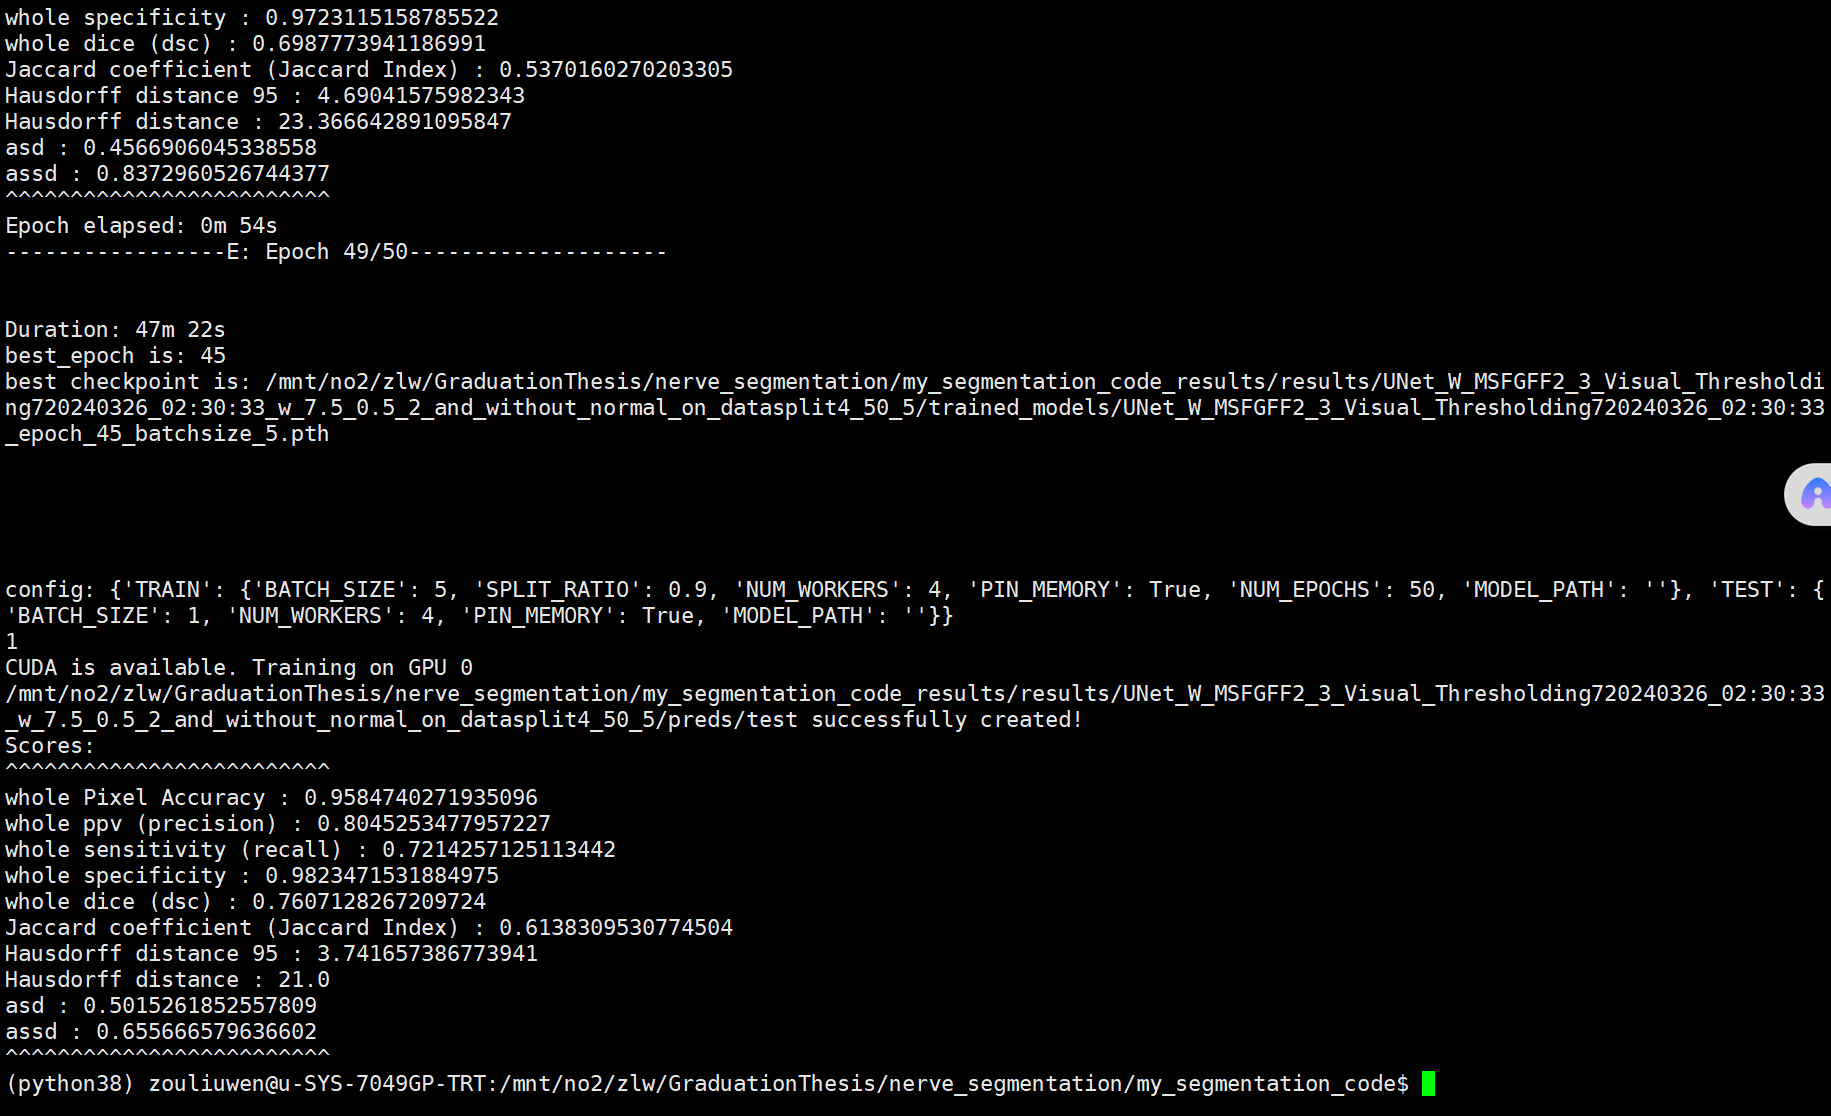 whole specificity : 0.9723115158785522
whole dice (dsc) : 0.6987773941186991
Jaccard coefficient (Jaccard Index) : 0.5370160270203305
Hausdorff distance 95 : 4.69041575982343
Hausdorff distance : 23.366642891095847
asd : 0.4566906045338558
assd : 0.8372960526744377
^^^^^^^^^^^^^^^^^^^^^^^^^
Epoch elapsed: 0m 54s
-----------------E: Epoch 49/50--------------------
Duration: 47m 22s
best_epoch is: 45
best checkpoint is: /mnt/no2/zlw/GraduationThesis/nerve_segmentation/my_segmentation_code_results/results/UNet_W_MSFGFF2_3_Visual_Thresholdi
ng720240326_02:30:33_w_7.5_0.5_2_and_without_normal_on_datasplit4_50_5/trained_models/UNet_W_MSFGFF2_3_Visual_Thresholding720240326_02:30:33
_epoch_45_batchsize_5.pth
config: {'TRAIN': {'BATCH_SIZE': 5, 'SPLIT_RATIO': 0.9, 'NUM_WORKERS': 4, 'PIN_MEMORY': True, 'NUM_EPOCHS': 50, 'MODEL_PATH': ''}, 'TEST': {
'BATCH_SIZE': 1, 'NUM_WORKERS': 4, 'PIN_MEMORY': True, 'MODEL_PATH': ''}}
1
CUDA is available. Training on GPU 0
/mnt/no2/zlw/GraduationThesis/nerve_segmentation/my_segmentation_code_results/results/UNet_W_MSFGFF2_3_Visual_Thresholding720240326_02:30:33
_w_7.5_0.5_2_and_without_normal_on_datasplit4_50_5/preds/test successfully created!
Scores:
^^^^^^^^^^^^^^^^^^^^^^^^^
whole Pixel Accuracy : 0.9584740271935096
whole ppv (precision) : 0.8045253477957227
whole sensitivity (recall) : 0.7214257125113442
whole specificity : 0.9823471531884975
whole dice (dsc) : 0.7607128267209724
Jaccard coefficient (Jaccard Index) : 0.6138309530774504
Hausdorff distance 95 : 3.741657386773941
Hausdorff distance : 21.0
asd : 0.5015261852557809
assd : 0.655666579636602
^^^^^^^^^^^^^^^^^^^^^^^^^
(python38) zouliuwen@u-SYS-7049GP-TRT:/mnt/no2/zlw/GraduationThesis/nerve_segmentation/my_segmentation_code$